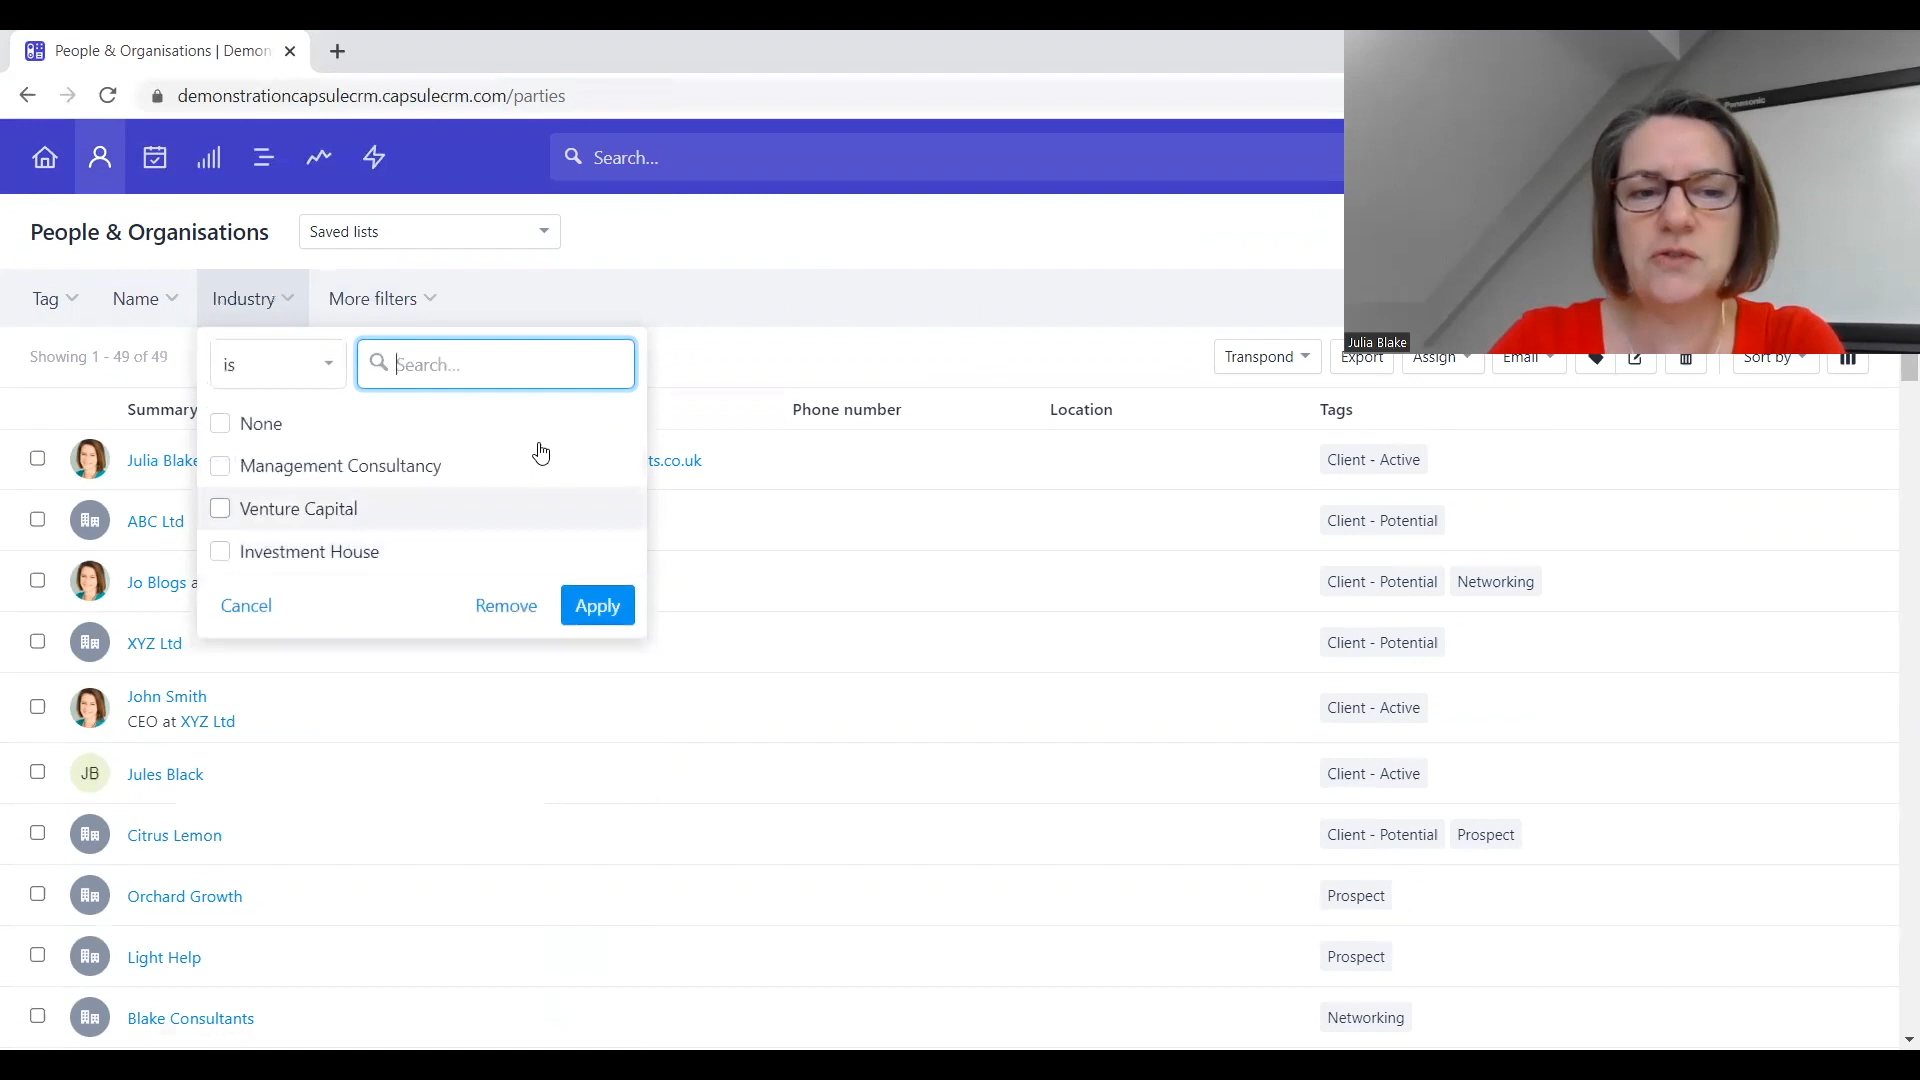 People & Organisations | Demon
demonstrationcapsulecrm.capsulecrm.com/parties
Search...
Panasonic
People & Organisations
Saved lists
Tag
Name
Industry
More filters
Julia Blake
Showing 1 - 49 of 49
is
Search...
Transpond
Export
Assign
Email
Sort by
None
Management Consultancy
Venture Capital
Investment House
Cancel
Remove
Apply
Summary
Phone number
Location
Tags
Julia Blake
ts.co.uk
Client - Active
ABC Ltd
Client - Potential
Jo Blogs a
Client - Potential
Networking
XYZ Ltd
Client - Potential
John Smith
CEO at XYZ Ltd
Client - Active
JB
Jules Black
Client - Active
Citrus Lemon
Client - Potential
Prospect
Orchard Growth
Prospect
Light Help
Prospect
Blake Consultants
Networking